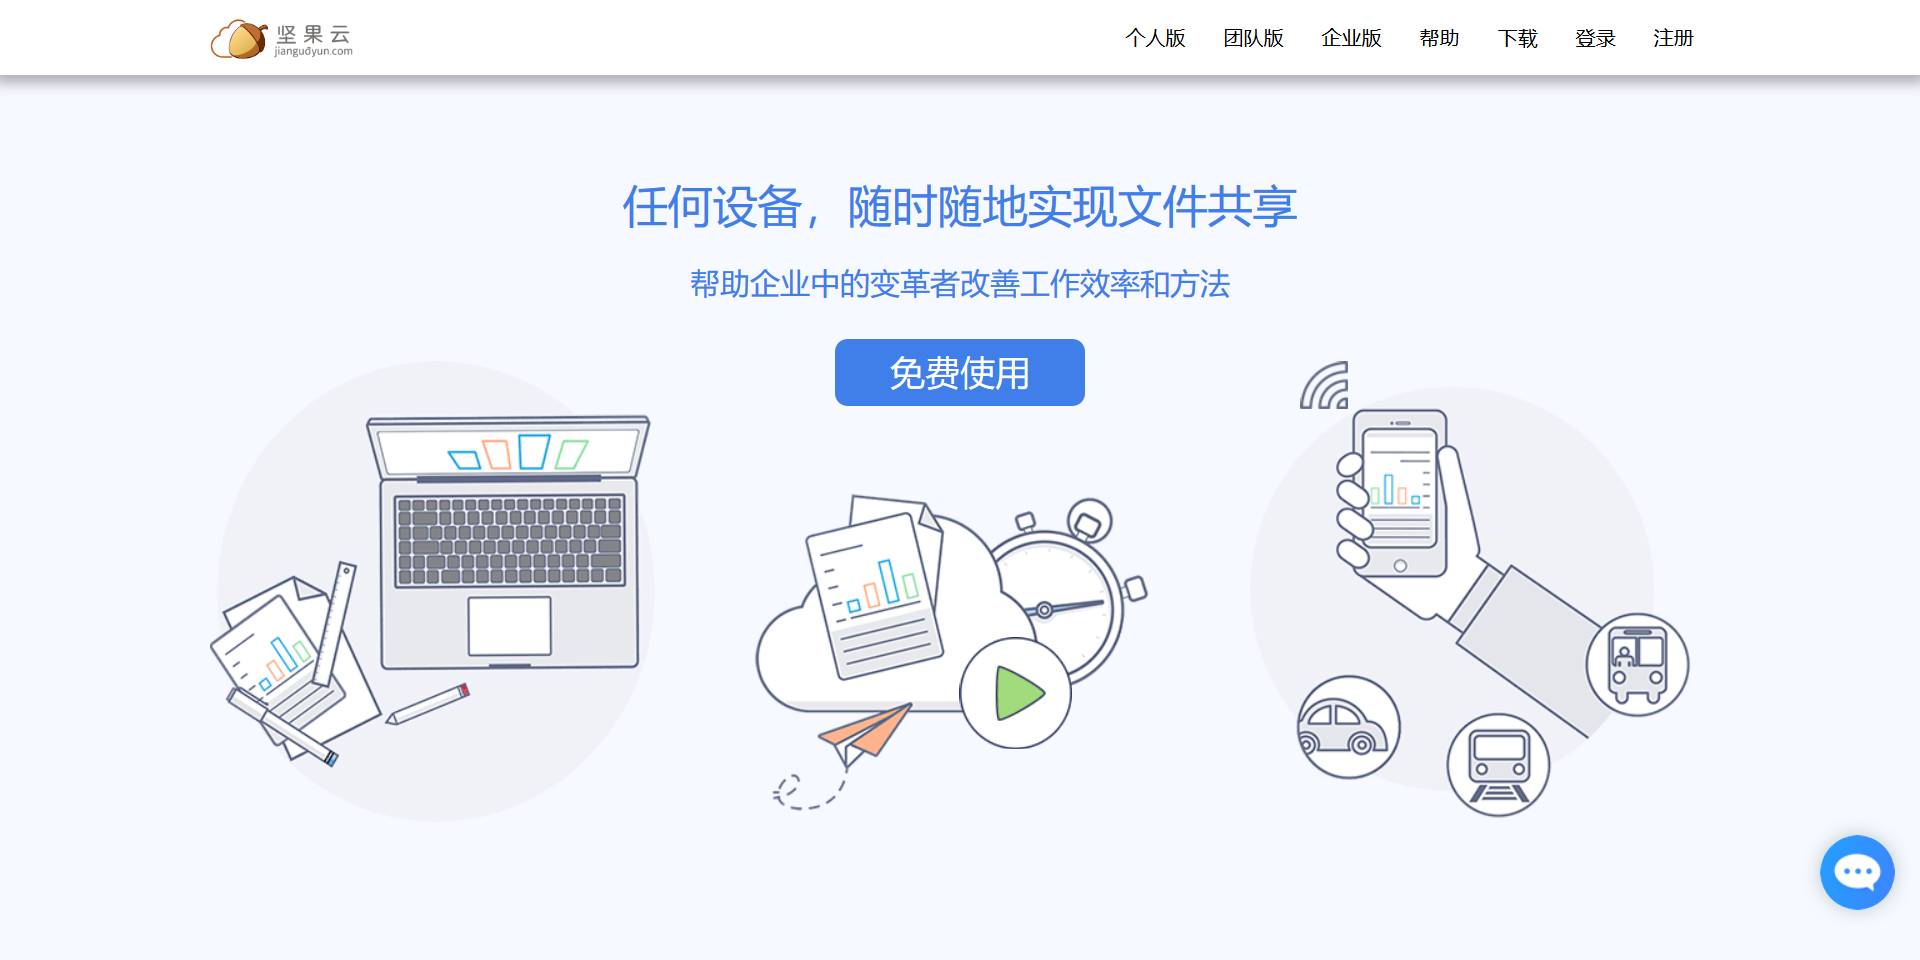 坚果云
jianguoyun.com
个人版 团队版 企业版 帮助 下载 登录 注册
任何设备，随时随地实现文件共享
帮助企业中的变革者改善工作效率和方法
免费使用